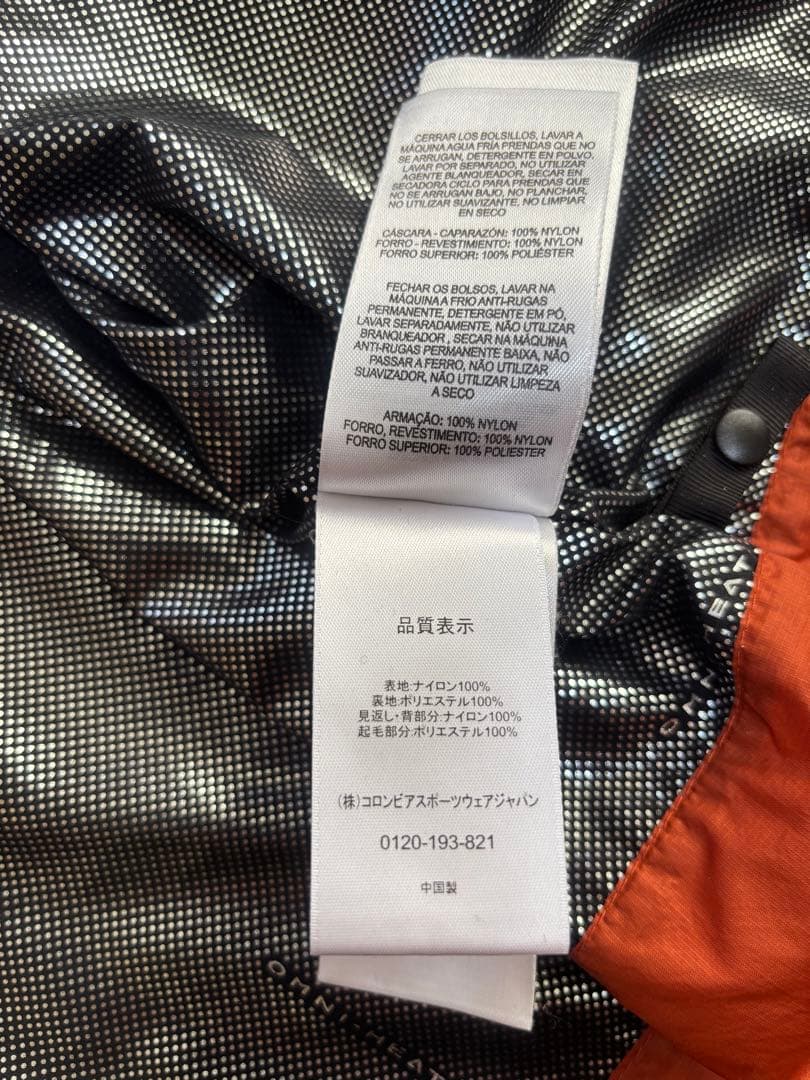 CERRAR LOS BOLSILLOS, LAVAR A
MÁQUINA AGUA FRÍA PRENDAS QUE NO
SE ARRUGAN, DETERGENTE EN POLVO,
LAVAR POR SEPARADO, NO UTILIZAR
AGENTE BLANQUEADOR, SECAR EN
SECADORA CICLO PARA PRENDAS QUE
NO SE ARRUGAN BAJO, NO PLANCHAR,
NO UTILIZAR SUAVIZANTE, NO LIMPIAR
EN SECO
CÁSCARA - CAPARAZÓN: 100% NYLON
FORRO - REVESTIMIENTO: 100% NYLON
FORRO SUPERIOR: 100% POLIÉSTER
FECHAR OS BOLSOS, LAVAR NA
MÁQUINA A FRIO ANTI-RUGAS
PERMANENTE, DETERGENTE EM PÓ,
LAVAR SEPARADAMENTE, NÃO UTILIZAR
BRANQUEADOR , SECAR NA MÁQUINA
ANTI-RUGAS PERMANENTE BAIXA, NÃO
PASSAR A FERRO, NÃO UTILIZAR
SUAVIZADOR, NÃO UTILIZAR LIMPEZA
A SECO
ARMAÇÃO: 100% NYLON
FORRO, REVESTIMENTO: 100% NYLON
FORRO SUPERIOR: 100% POLIESTER
品質表示
表地:ナイロン100%
裏地:ポリエステル100%
見返し・背部分:ナイロン100%
起毛部分:ポリエステル100%
(株)コロンビアスポーツウェアジャパン
0120-193-821
中国製
OMNI-HEAT